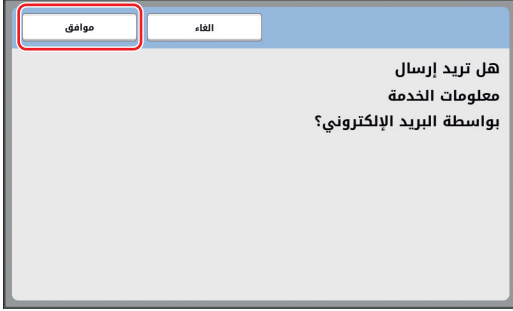 موافق
الغاء
هل تريد إرسال
معلومات الخدمة
بواسطة البريد الإلكتروني؟